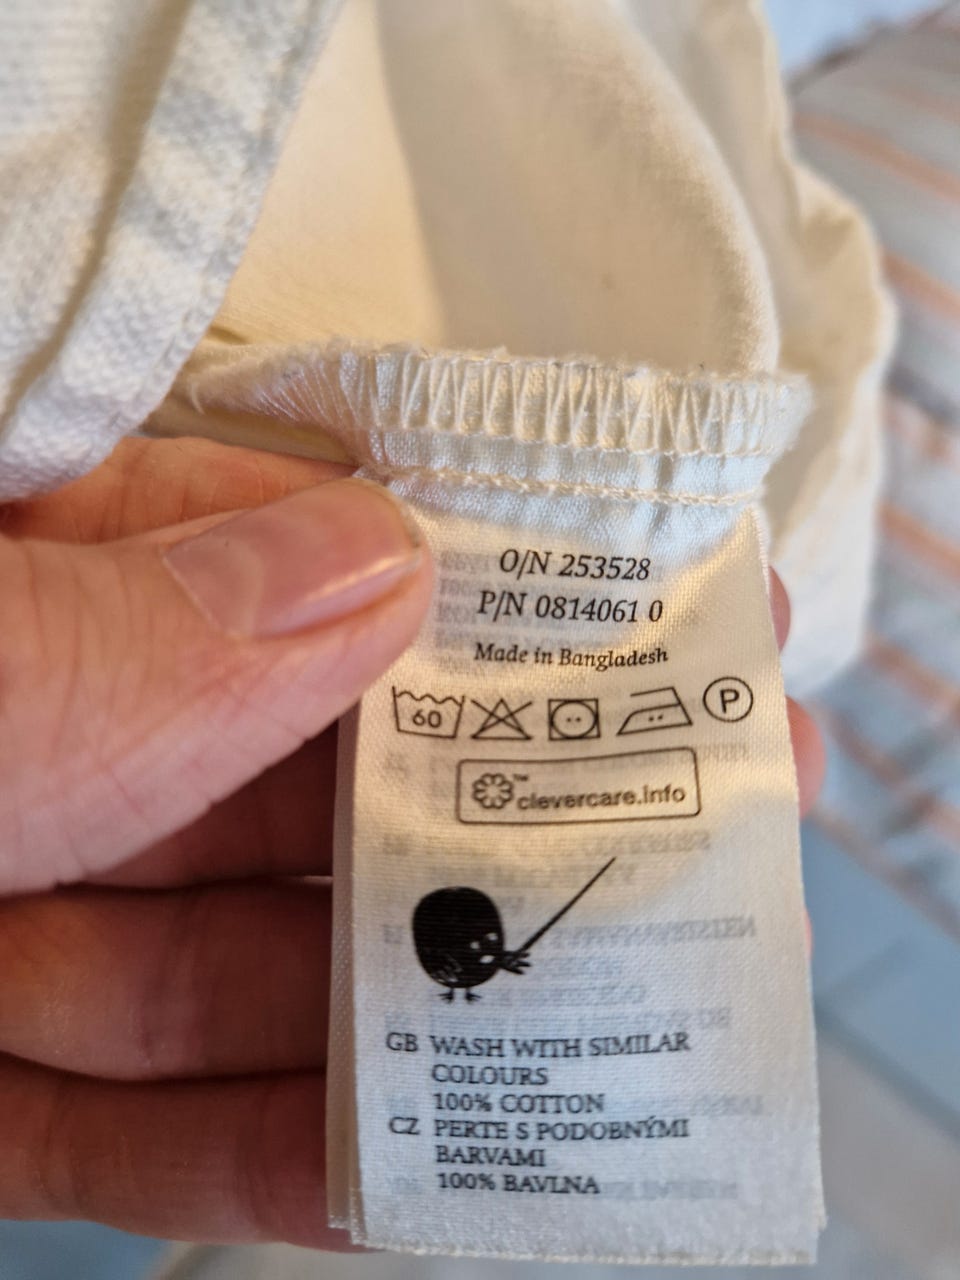 O/N 253528
P/N 0814061 0
Made in Bangladesh
60 P
™clevercare.info
GB WASH WITH SIMILAR
COLOURS
100% COTTON
CZ PERTE S PODOBNÝMI
BARVAMI
100% BAVLNA